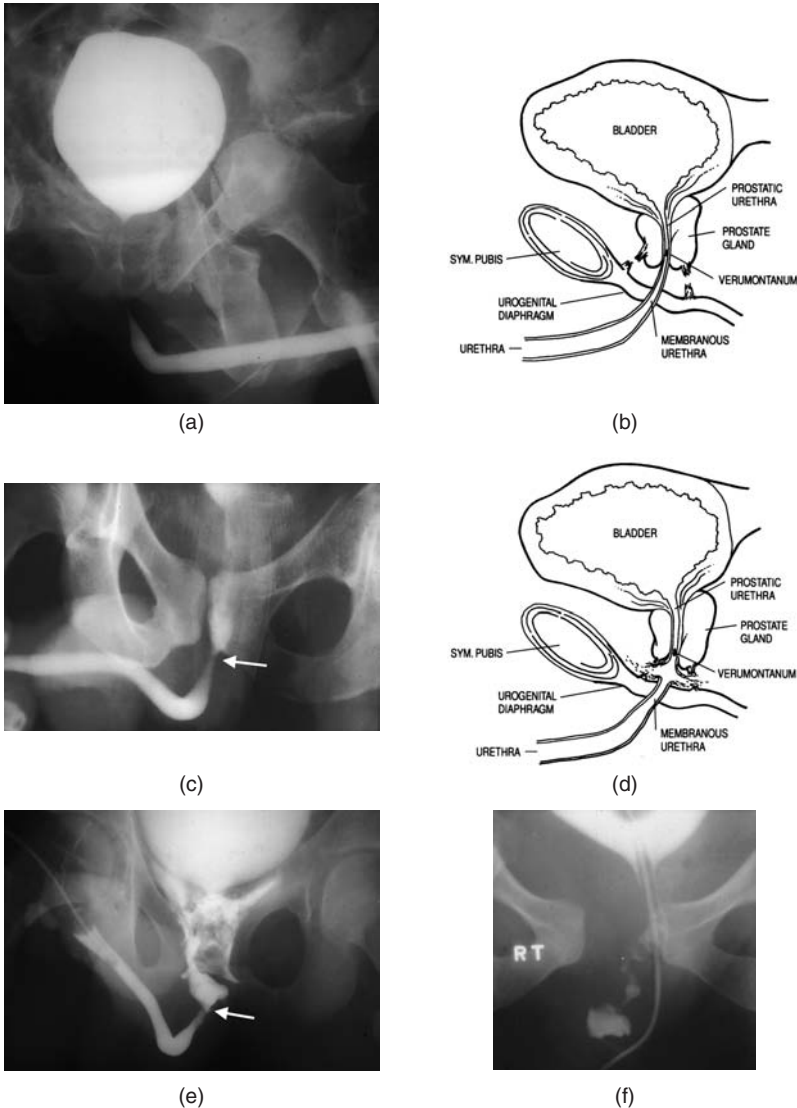 (a)
BLADDER
PROSTATIC
URETHRA
PROSTATE
GLAND
SYM. PUBIS
VERUMONTANUM
UROGENITAL
DIAPHRAGM
MEMBRANOUS
URETHRA
URETHRA
(b)
(c)
BLADDER
PROSTATIC
URETHRA
PROSTATE
GLAND
SYM. PUBIS
VERUMONTANUM
UROGENITAL
DIAPHRAGM
MEMBRANOUS
URETHRA
URETHRA
(d)
(e)
RT
(f)